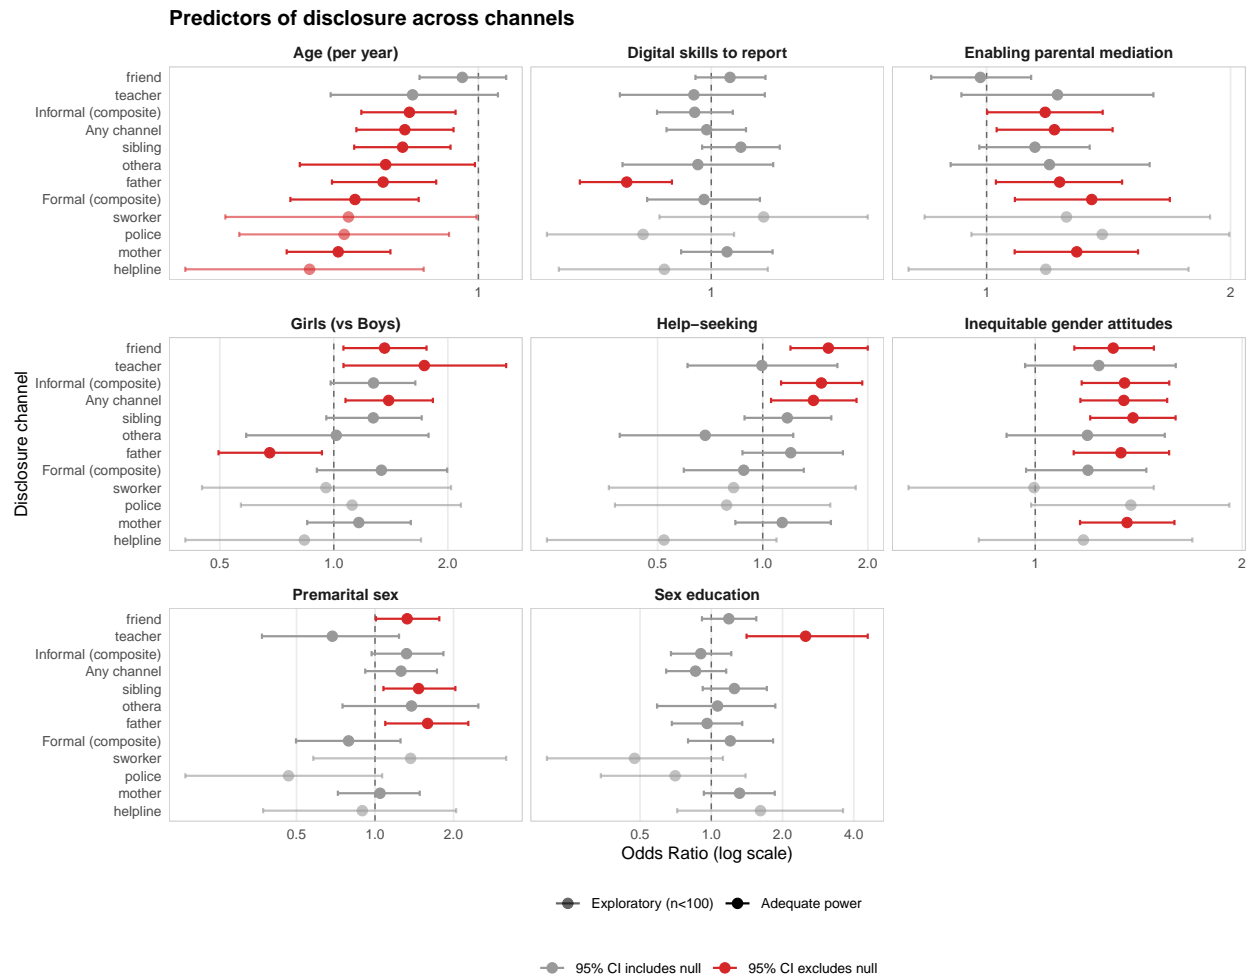 Predictors of disclosure across channels
Age (per year)
Digital skills to report
Enabling parental mediation
friend
teacher
Informal (composite)
Any channel
sibling
othera
father
Formal (composite)
sworker
police
mother
helpline
1
1
1
2
Girls (vs Boys)
Help−seeking
Inequitable gender attitudes
Disclosure channel
friend
teacher
Informal (composite)
Any channel
sibling
othera
father
Formal (composite)
sworker
police
mother
helpline
0.5
1.0
2.0
0.5
1.0
2.0
1
2
Premarital sex
Sex education
friend
teacher
Informal (composite)
Any channel
sibling
othera
father
Formal (composite)
sworker
police
mother
helpline
0.5
1.0
2.0
0.5
1.0
2.0
4.0
Odds Ratio (log scale)
Exploratory (n<100)
Adequate power
95% CI includes null
95% CI excludes null